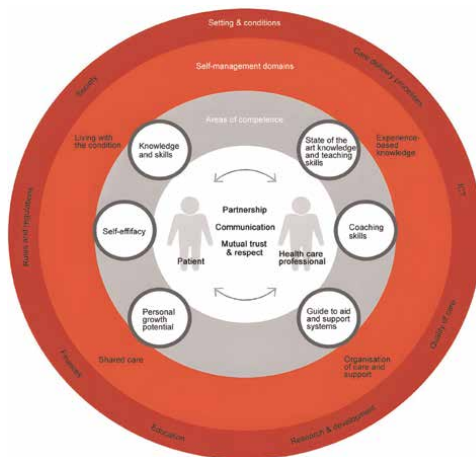 Setting & conditions
Care delivery processes
ICT
Quality of care
Research & development
Education
Finances
Rules and regulations
Society
Self-management domains
Living with
the condition
Experience-
based knowledge
Shared care
Organisation
of care and
support
Areas of competence
Knowledge
and skills
State of the
art knowledge
and teaching
skills
Self-effifacy
Coaching
skills
Personal
growth
potential
Guide to aid
and support
systems
Partnership
Communication
Mutual trust
& respect
Patient
Health care
professional